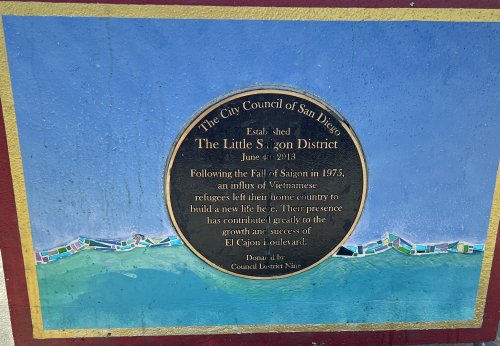 The City Council of San Diego
Established
The Little Saigon District
June 4, 2013
Following the Fall of Saigon in 1975,
an influx of Vietnamese
refugees left their home country to
build a new life here. Their presence
has contributed greatly to the
growth and success of
El Cajon Boulevard.
Donated by
Council District Nine